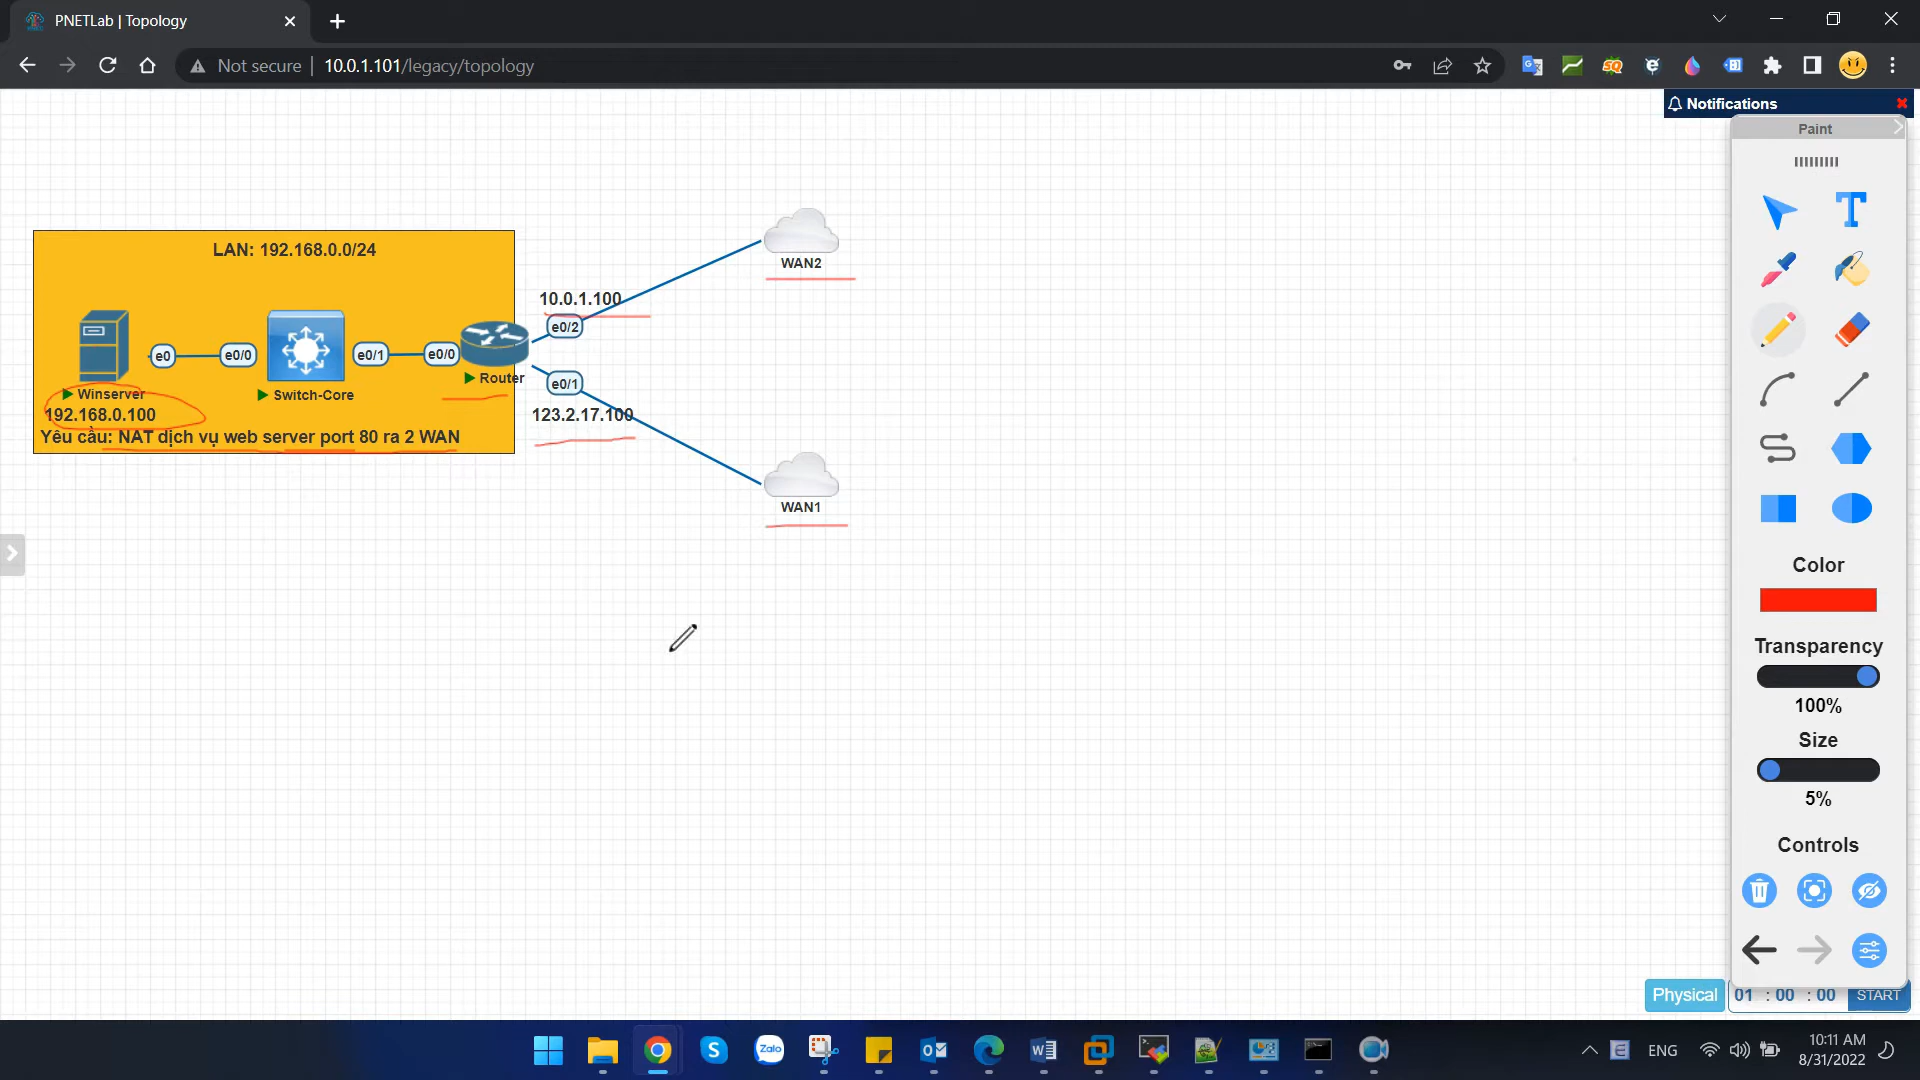 PNETLab | Topology
Not secure
10.0.1.101/legacy/topology
Notifications
Paint
LAN: 192.168.0.0/24
WAN2
10.0.1.100
e0/2
e0
e0/0
e0/1
e0/0
Router
e0/1
Winserver
Switch-Core
192.168.0.100
123.2.17.100
Yêu cầu: NAT dịch vụ web server port 80 ra 2 WAN
WAN1
Color
Transparency
100%
Size
5%
Controls
Physical
01 : 00 : 00
START
Zalo
ENG
10:11 AM
8/31/2022